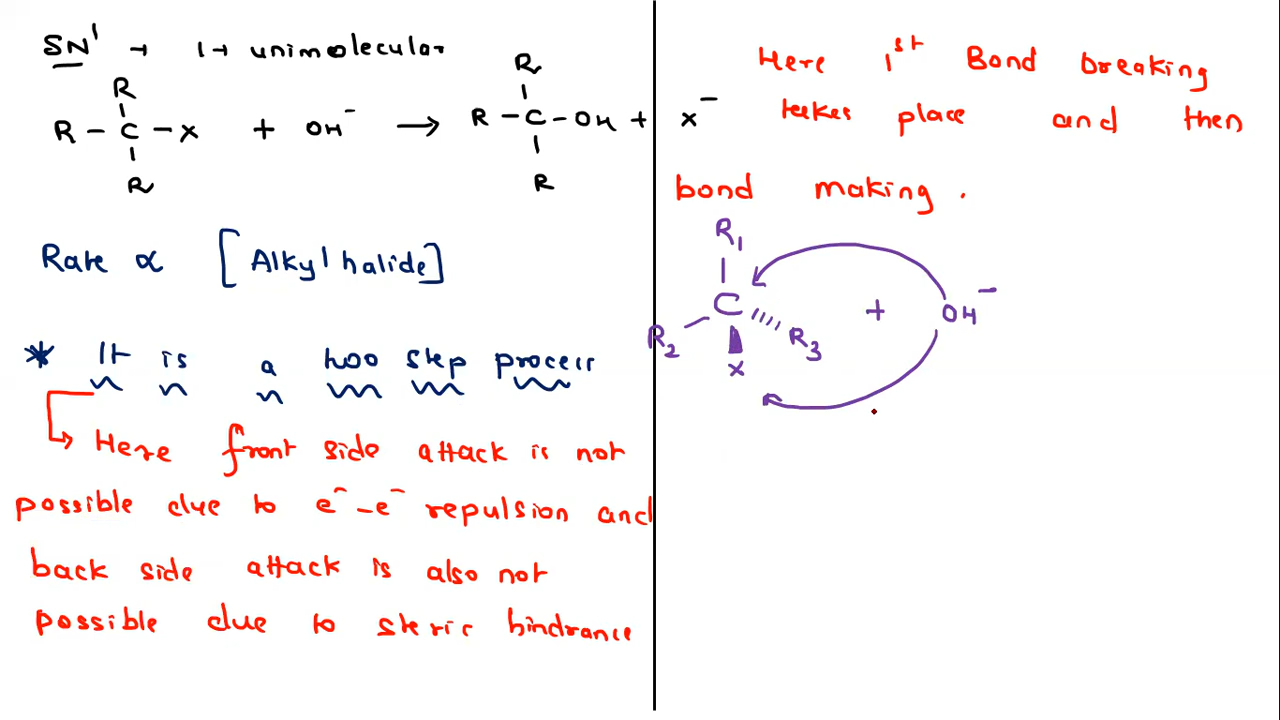 SN¹ → 1→ unimolecular
R
R – C – X + OH⁻ → R – C – OH + X⁻
R
R
R
Rate ∝ [Alkyl halide]
* It is a two step process
↳ Here front side attack is not
possible due to e⁻-e⁻ repulsion and
back side attack is also not
possible due to steric hindrance
Here 1st Bond breaking
takes place and then
bond making.
R₁
C + OH⁻
R₂ R₃
X